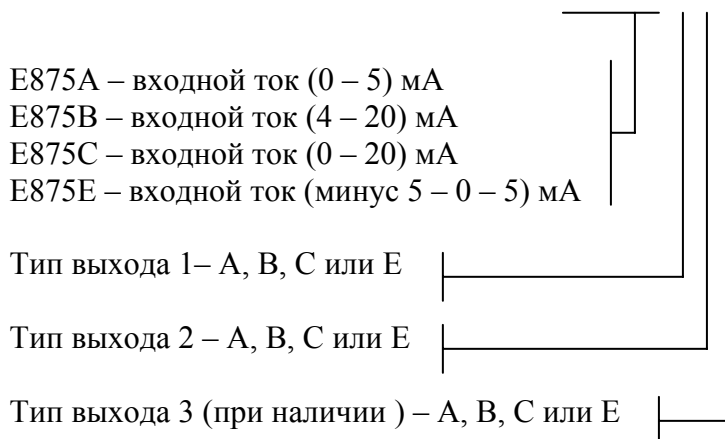 Е875А – входной ток (0 – 5) мА
Е875В – входной ток (4 – 20) мА
Е875С – входной ток (0 – 20) мА
Е875Е – входной ток (минус 5 – 0 – 5) мА
Тип выхода 1– А, В, С или Е
Тип выхода 2 – А, В, С или Е
Тип выхода 3 (при наличии ) – А, В, С или Е